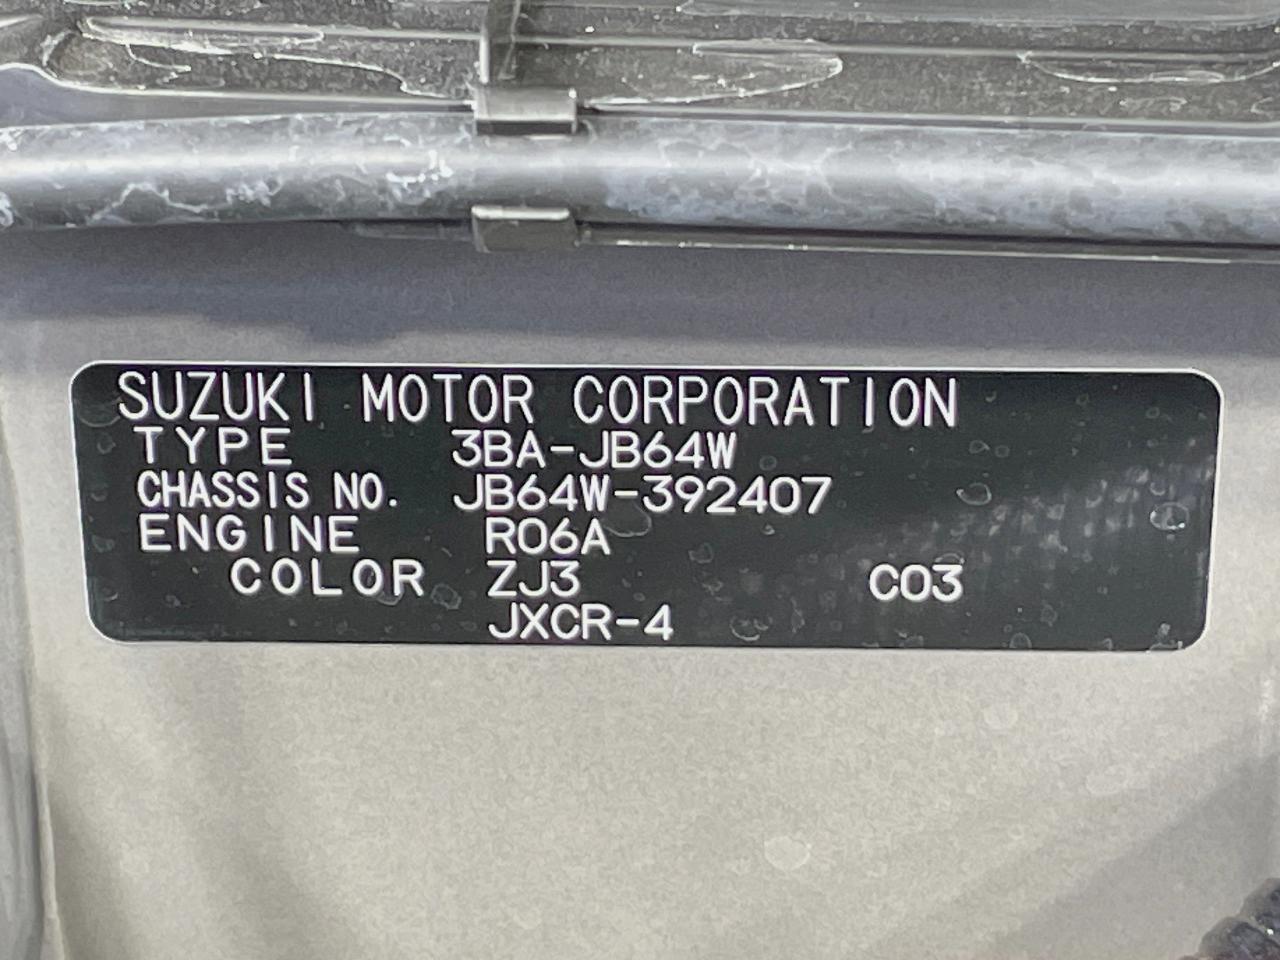 SUZUKI MOTOR CORPORATION
TYPE 3BA-JB64W
CHASSIS NO. JB64W-392407
ENGINE R06A
COLOR ZJ3 C03
JXCR-4